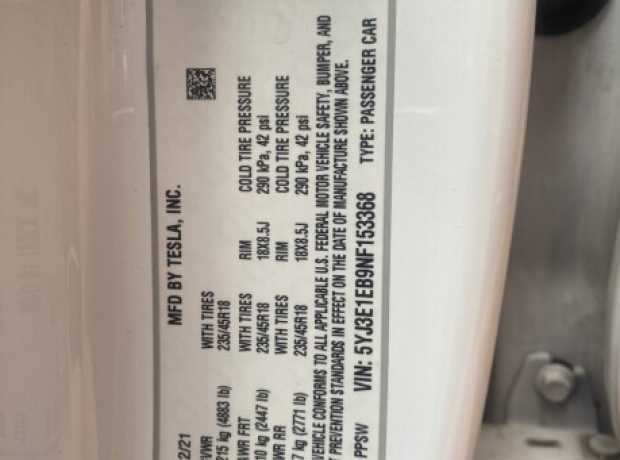 2/21 MFD BY TESLA, INC.
VWR WITH TIRES
215 kg (4883 lb) 235/45R18
AWR FRT WITH TIRES RIM COLD TIRE PRESSURE
10 kg (2447 lb) 235/45R18 18X8.5J 290 kPa, 42 psi
WR RR WITH TIRES RIM COLD TIRE PRESSURE
7 kg (2771 lb) 235/45R18 18X8.5J 290 kPa, 42 psi
VEHICLE CONFORMS TO ALL APPLICABLE U.S. FEDERAL MOTOR VEHICLE SAFETY, BUMPER, AND
T PREVENTION STANDARDS IN EFFECT ON THE DATE OF MANUFACTURE SHOWN ABOVE.
PPSW VIN: 5YJ3E1EB9NF153368 TYPE: PASSENGER CAR